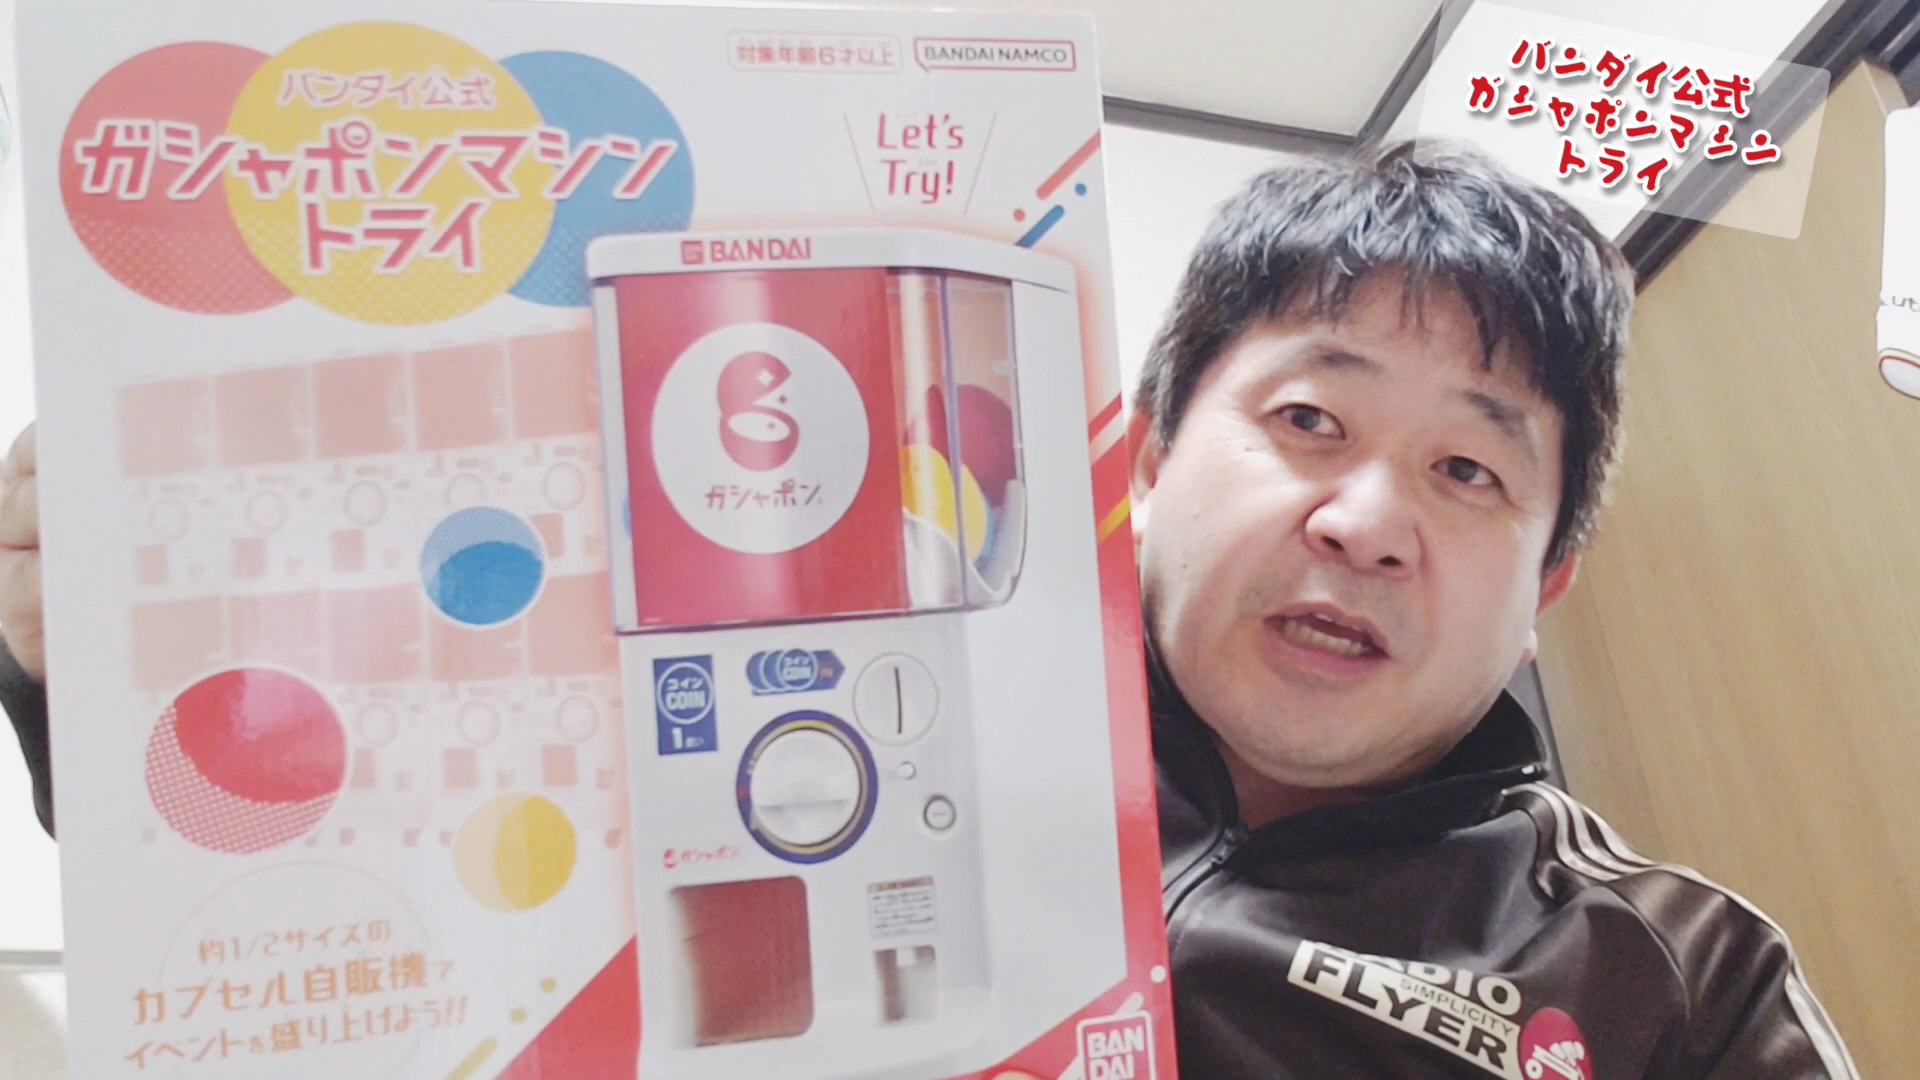 バンダイ公式
ガシャポンマシン
トライ
対象年齢6才以上
BANDAI NAMCO
Let's
Try!
バンダイ公式
ガシャポンマシン
トライ
BANDAI
ガシャポン
コイン
COIN
1まい
コイン
COIN
ガシャポン
約1/2サイズの
カプセル自販機で
イベントを盛り上げよう!!
BAN
DAI
RADIO
SIMPLICITY
FLYER